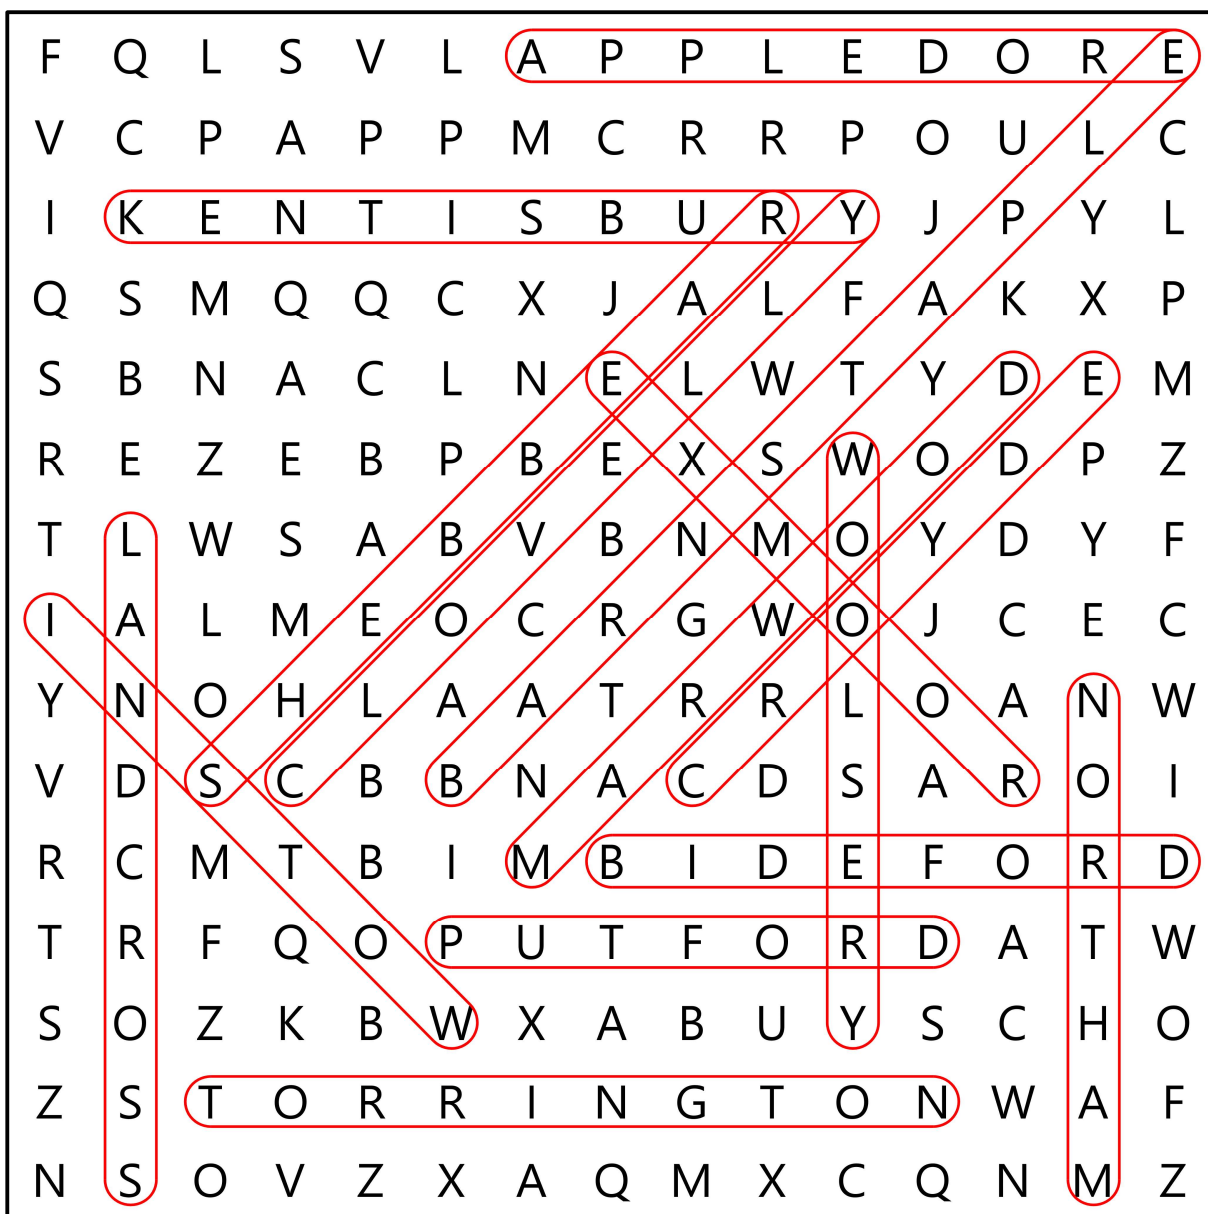 F Q L S V L A P P L E D O R E
V C P A P P M C R R P O U L C
I K E N T I S B U R Y J P Y L
Q S M Q Q C X J A L F A K X P
S B N A C L N E L W T Y D E M
R E Z E B P B E X S W O D P Z
T L W S A B V B N M O Y D Y F
I A L M E O C R G W O J C E C
Y N O H L A A T R R L O A N W
V D S C B B N A C D S A R O I
R C M T B I M B I D E F O R D
T R F Q O P U T F O R D A T W
S O Z K B W X A B U Y S C H O
Z S T O R R I N G T O N W A F
N S O V Z X A Q M X C Q N M Z